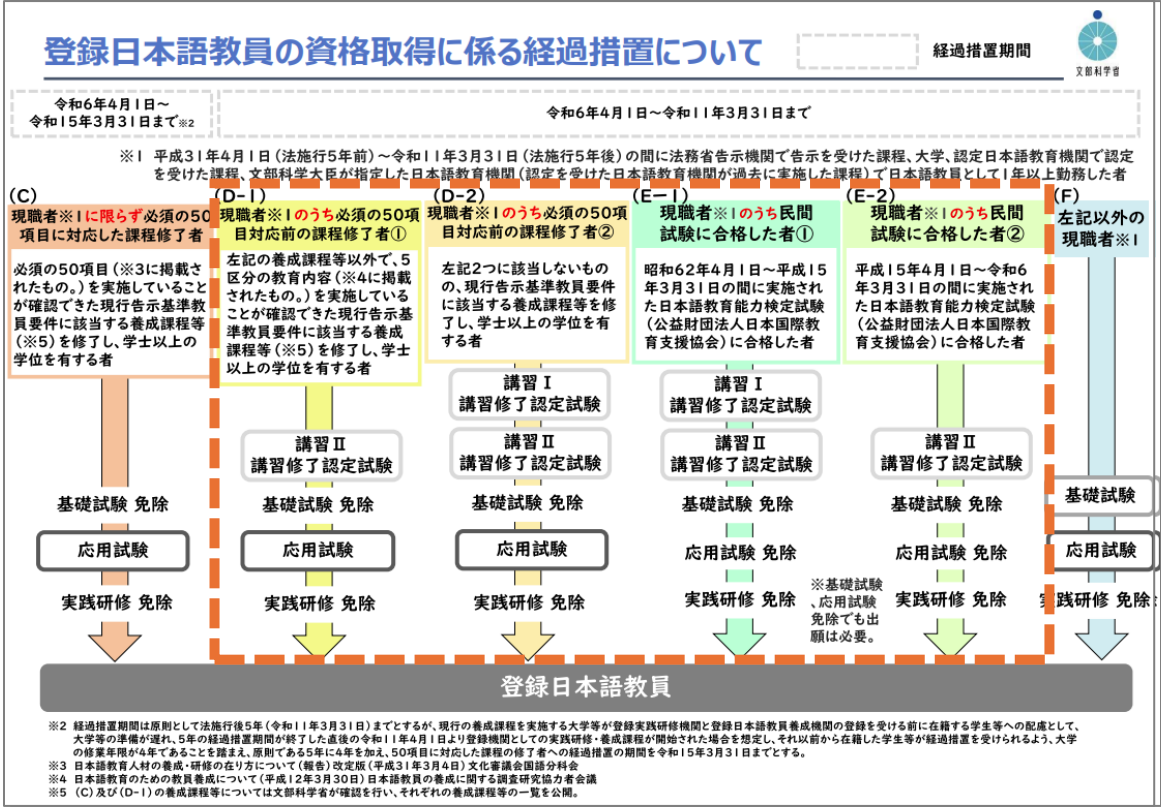 登録日本語教員の資格取得に係る経過措置について
経過措置期間
文部科学省
令和6年4月1日~
令和15年3月31日まで※2
令和6年4月1日~令和11年3月31日まで
※1 平成31年4月1日(法施行5年前)~令和11年3月31日(法施行5年後)の間に法務省告示機関で告示を受けた課程、大学、認定日本語教育機関で認定
を受けた課程、文部科学大臣が指定した日本語教育機関(認定を受けた日本語教育機関が過去に実施した課程)で日本語教員として1年以上勤務した者
(C)
現職者※1に限らず必須の50
項目に対応した課程修了者
必須の50項目(※3に掲載さ
れたもの。)を実施していること
が確認できた現行告示基準教
員要件に該当する養成課程等
(※5)を修了し、学士以上の
学位を有する者
基礎試験 免除
応用試験
実践研修 免除
(D-1)
現職者※1のうち必須の50項
目対応前の課程修了者①
左記の養成課程等以外で、5
区分の教育内容(※4に掲載
されたもの。)を実施している
ことが確認できた現行告示基
準教員要件に該当する養成
課程等(※5)を修了し、学士
以上の学位を有する者
講習Ⅱ
講習修了認定試験
基礎試験 免除
応用試験
実践研修 免除
(D-2)
現職者※1のうち必須の50項
目対応前の課程修了者②
左記2つに該当しないもの
の、現行告示基準教員要件
に該当する養成課程等を修
了し、学士以上の学位を有
する者
講習Ⅰ
講習修了認定試験
講習Ⅱ
講習修了認定試験
基礎試験 免除
応用試験
実践研修 免除
(E-1)
現職者※1のうち民間
試験に合格した者①
昭和62年4月1日~平成15
年3月31日の間に実施され
た日本語教育能力検定試験
(公益財団法人日本国際教
育支援協会)に合格した者
講習Ⅰ
講習修了認定試験
講習Ⅱ
講習修了認定試験
基礎試験 免除
応用試験 免除
実践研修 免除
※基礎試験
、応用試験
免除でも出
願は必要。
(E-2)
現職者※1のうち民間
試験に合格した者②
平成15年4月1日~令和6
年3月31日の間に実施され
た日本語教育能力検定試験
(公益財団法人日本国際教
育支援協会)に合格した者
講習Ⅱ
講習修了認定試験
基礎試験 免除
応用試験 免除
実践研修 免除
(F)
左記以外の
現職者※1
基礎試験
応用試験
実践研修 免除
登録日本語教員
※2 経過措置期間は原則として法施行後5年(令和11年3月31日)までとするが、現行の養成課程を実施する大学等が登録実践研修機関と登録日本語教員養成機関の登録を受ける前に在籍する学生等への配慮として、
大学等の準備が遅れ、5年の経過措置期間が終了した直後の令和11年4月1日より登録機関としての実践研修・養成課程が開始された場合を想定し、それ以前から在籍した学生等が経過措置を受けられるよう、大学
の修業年限が4年であることを踏まえ、原則である5年に4年を加え、50項目に対応した課程の修了者への経過措置の期間を令和15年3月31日までとする。
※3 日本語教育人材の養成・研修の在り方について(報告)改定版(平成31年3月4日)文化審議会国語分科会
※4 日本語教育のための教員養成について(平成12年3月30日)日本語教員の養成に関する調査研究協力者会議
※5 (C)及び(D-1)の養成課程等については文部科学省が確認を行い、それぞれの養成課程等の一覧を公開。